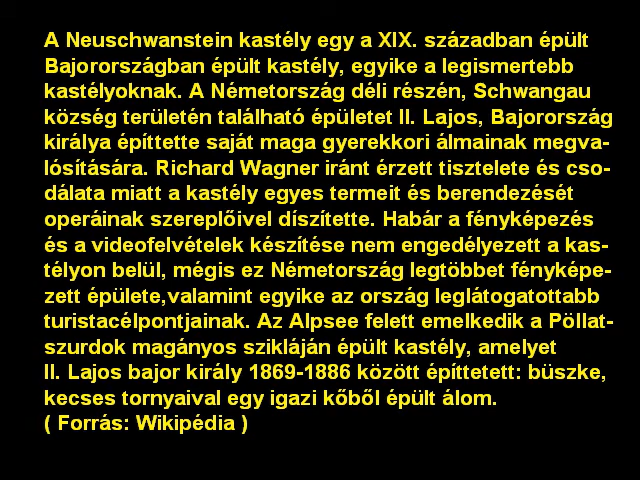 A Neuschwanstein kastély egy a XIX. században épült
Bajorországban épült kastély, egyike a legismertebb
kastélyoknak. A Németország déli részén, Schwangau
község területén található épületet II. Lajos, Bajorország
királya építtette saját maga gyerekkori álmainak megva-
lósítására. Richard Wagner iránt érzett tisztelete és cso-
dálata miatt a kastély egyes termeit és berendezését
operáinak szereplőivel díszítette. Habár a fényképezés
és a videofelvételek készítése nem engedélyezett a kas-
télyon belül, mégis ez Németország legtöbbet fényképe-
zett épülete,valamint egyike az ország leglátogatottabb
turistacélpontjainak. Az Alpsee felett emelkedik a Pöllat-
szurdok magányos szikláján épült kastély, amelyet
II. Lajos bajor király 1869-1886 között építtetett: büszke,
kecses tornyaival egy igazi kőből épült álom.
( Forrás: Wikipédia )